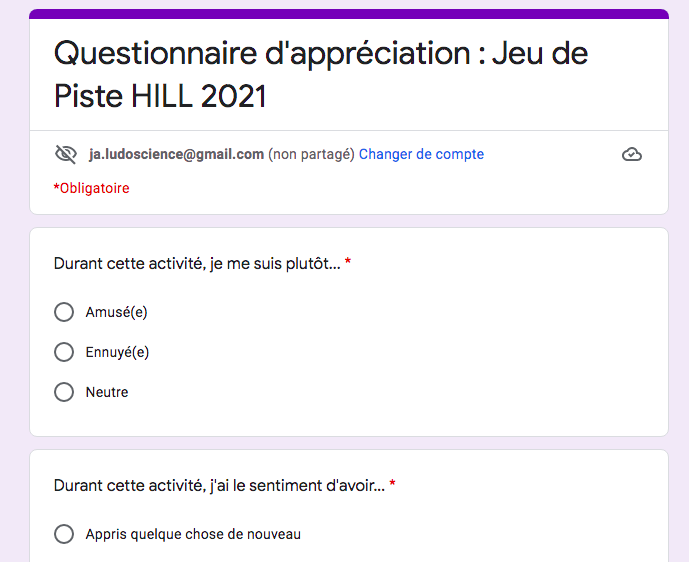 Questionnaire d'appréciation : Jeu de
Piste HILL 2021
ja.ludoscience@gmail.com (non partagé) Changer de compte
*Obligatoire
Durant cette activité, je me suis plutôt... *
Amusé(e)
Ennuyé(e)
Neutre
Durant cette activité, j'ai le sentiment d'avoir... *
Appris quelque chose de nouveau